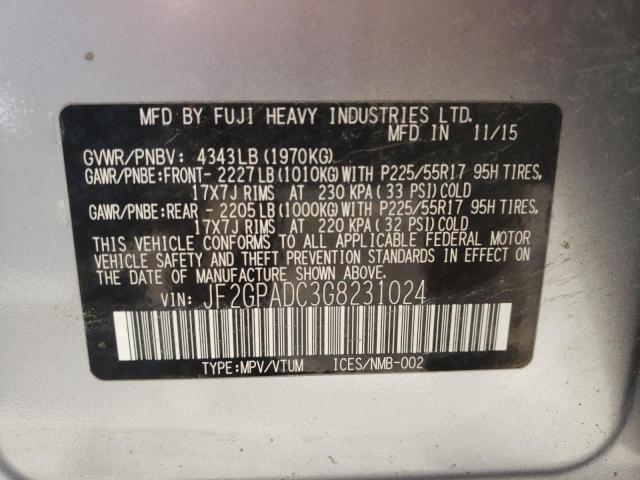 MFD BY FUJI HEAVY INDUSTRIES LTD.
MFD IN 11/15
GVWR/PNBV: 4343LB(1970KG)
GAWR/PNBE:FRONT- 2227LB(1010KG)WITH P225/55R17 95H TIRES,
17X7J RIMS AT 230 KPA(33 PSI)COLD
GAWR/PNBE:REAR - 2205LB(1000KG)WITH P225/55R17 95H TIRES,
17X7J RIMS AT 220 KPA(32 PSI)COLD
THIS VEHICLE CONFORMS TO ALL APPLICABLE FEDERAL MOTOR
VEHICLE SAFETY AND THEFT PREVENTION STANDARDS IN EFFECT ON
THE DATE OF MANUFACTURE SHOWN ABOVE.
VIN: JF2GPADC3G8231024
TYPE:MPV/VTUM ICES/NMB-002